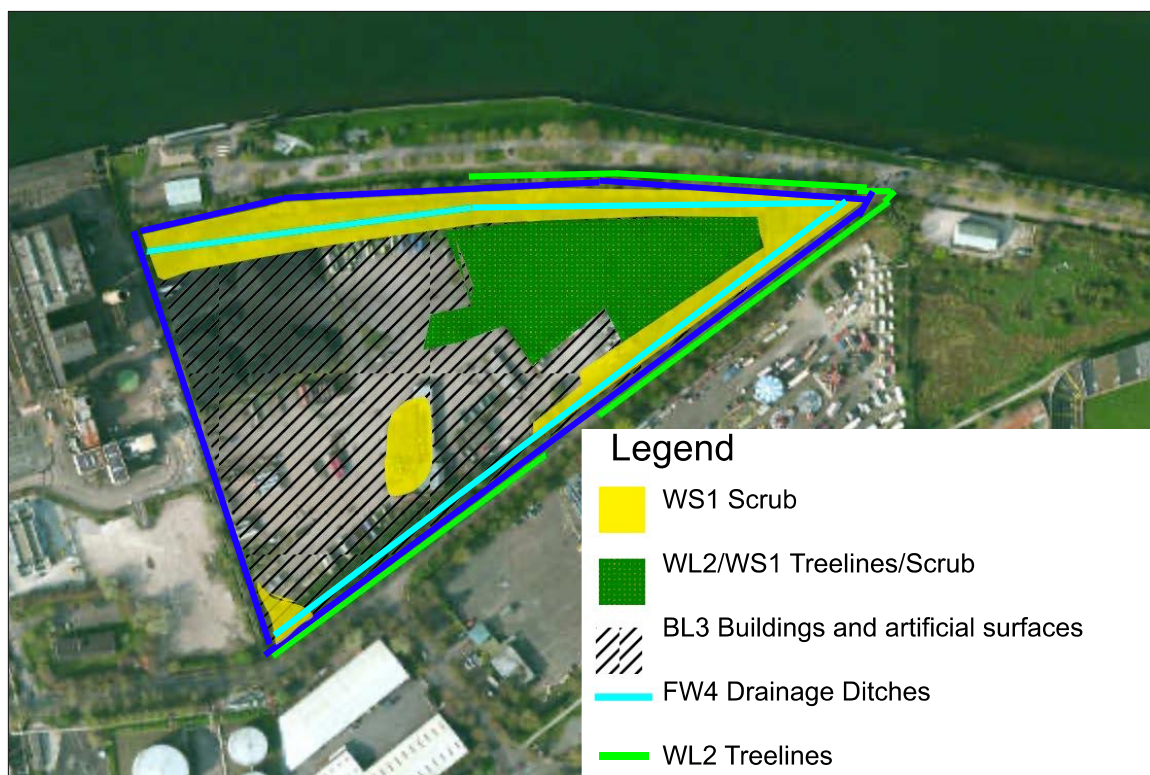 Legend
WS1 Scrub
WL2/WS1 Treelines/Scrub
BL3 Buildings and artificial surfaces
FW4 Drainage Ditches
WL2 Treelines